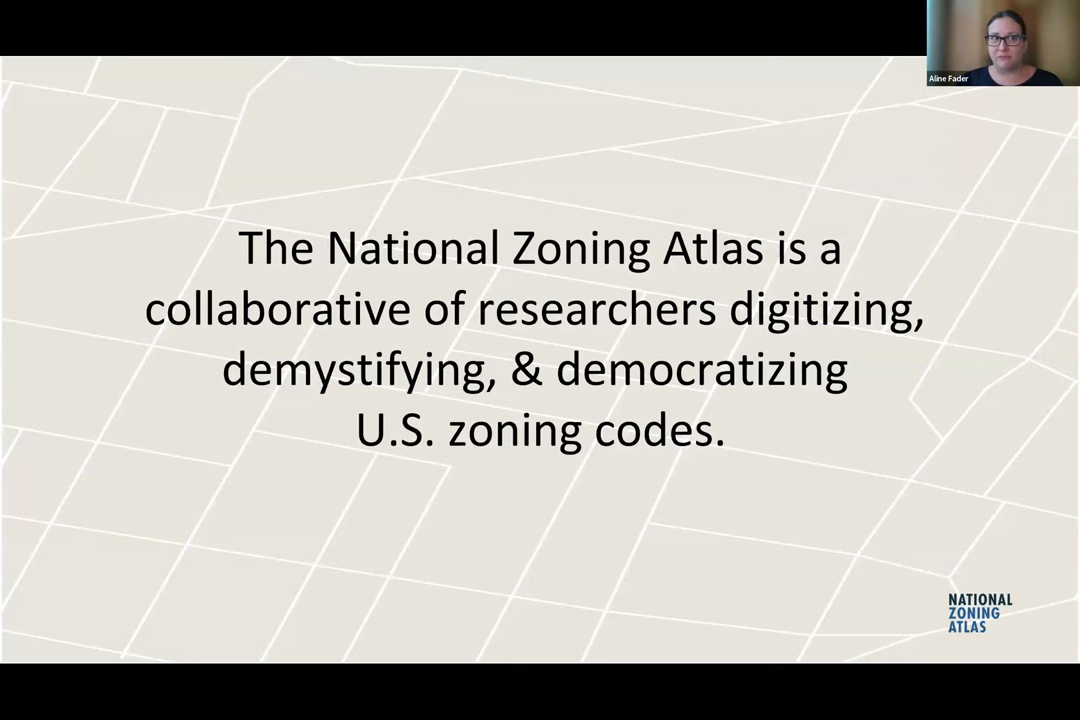 Aline Fader
The National Zoning Atlas is a
collaborative of researchers digitizing,
demystifying, & democratizing
U.S. zoning codes.
NATIONAL
ZONING
ATLAS